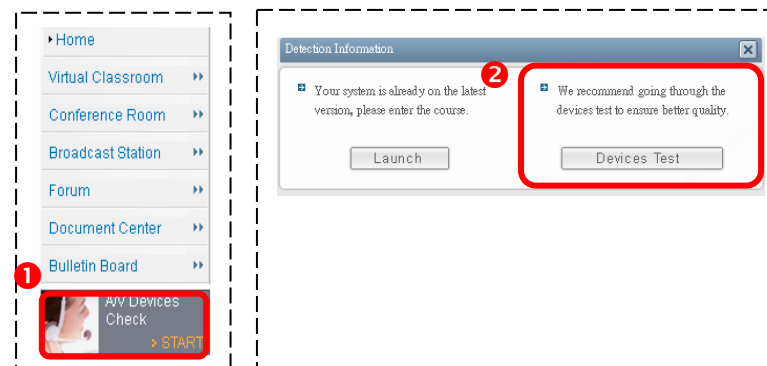 Home
Virtual Classroom
Conference Room
Broadcast Station
Forum
Document Center
Bulletin Board
1
A/V Devices
Check
START
Detection Information
2
Your system is already on the latest
version, please enter the course.
Launch
We recommend going through the
devices test to ensure better quality.
Devices Test